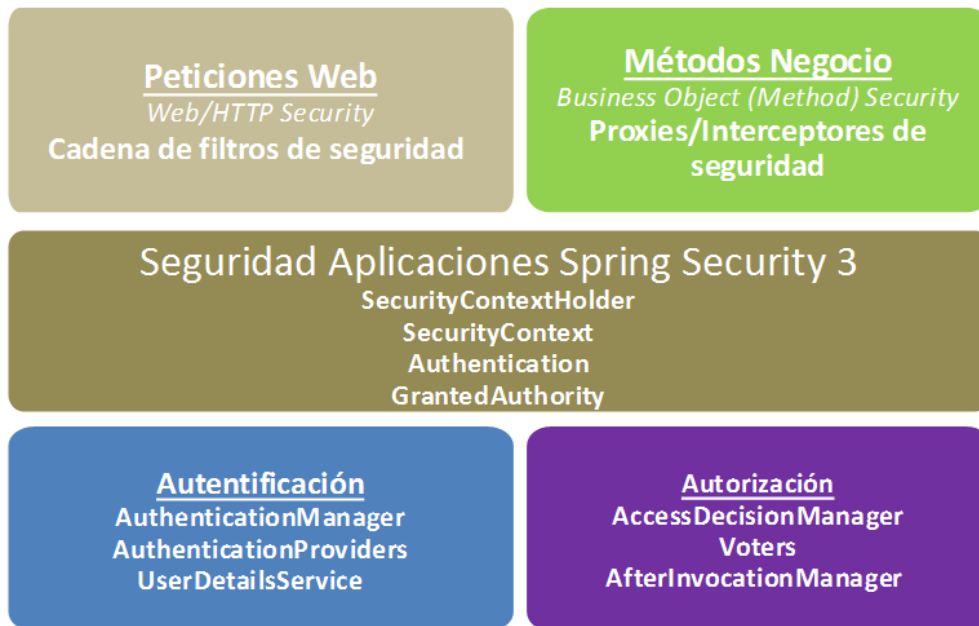 Peticiones Web
Web/HTTP Security
Cadena de filtros de seguridad
Métodos Negocio
Business Object (Method) Security
Proxies/Interceptores de
seguridad
Seguridad Aplicaciones Spring Security 3
SecurityContextHolder
SecurityContext
Authentication
GrantedAuthority
Autentificación
AuthenticationManager
AuthenticationProviders
UserDetailsService
Autorización
AccessDecisionManager
Voters
AfterInvocationManager